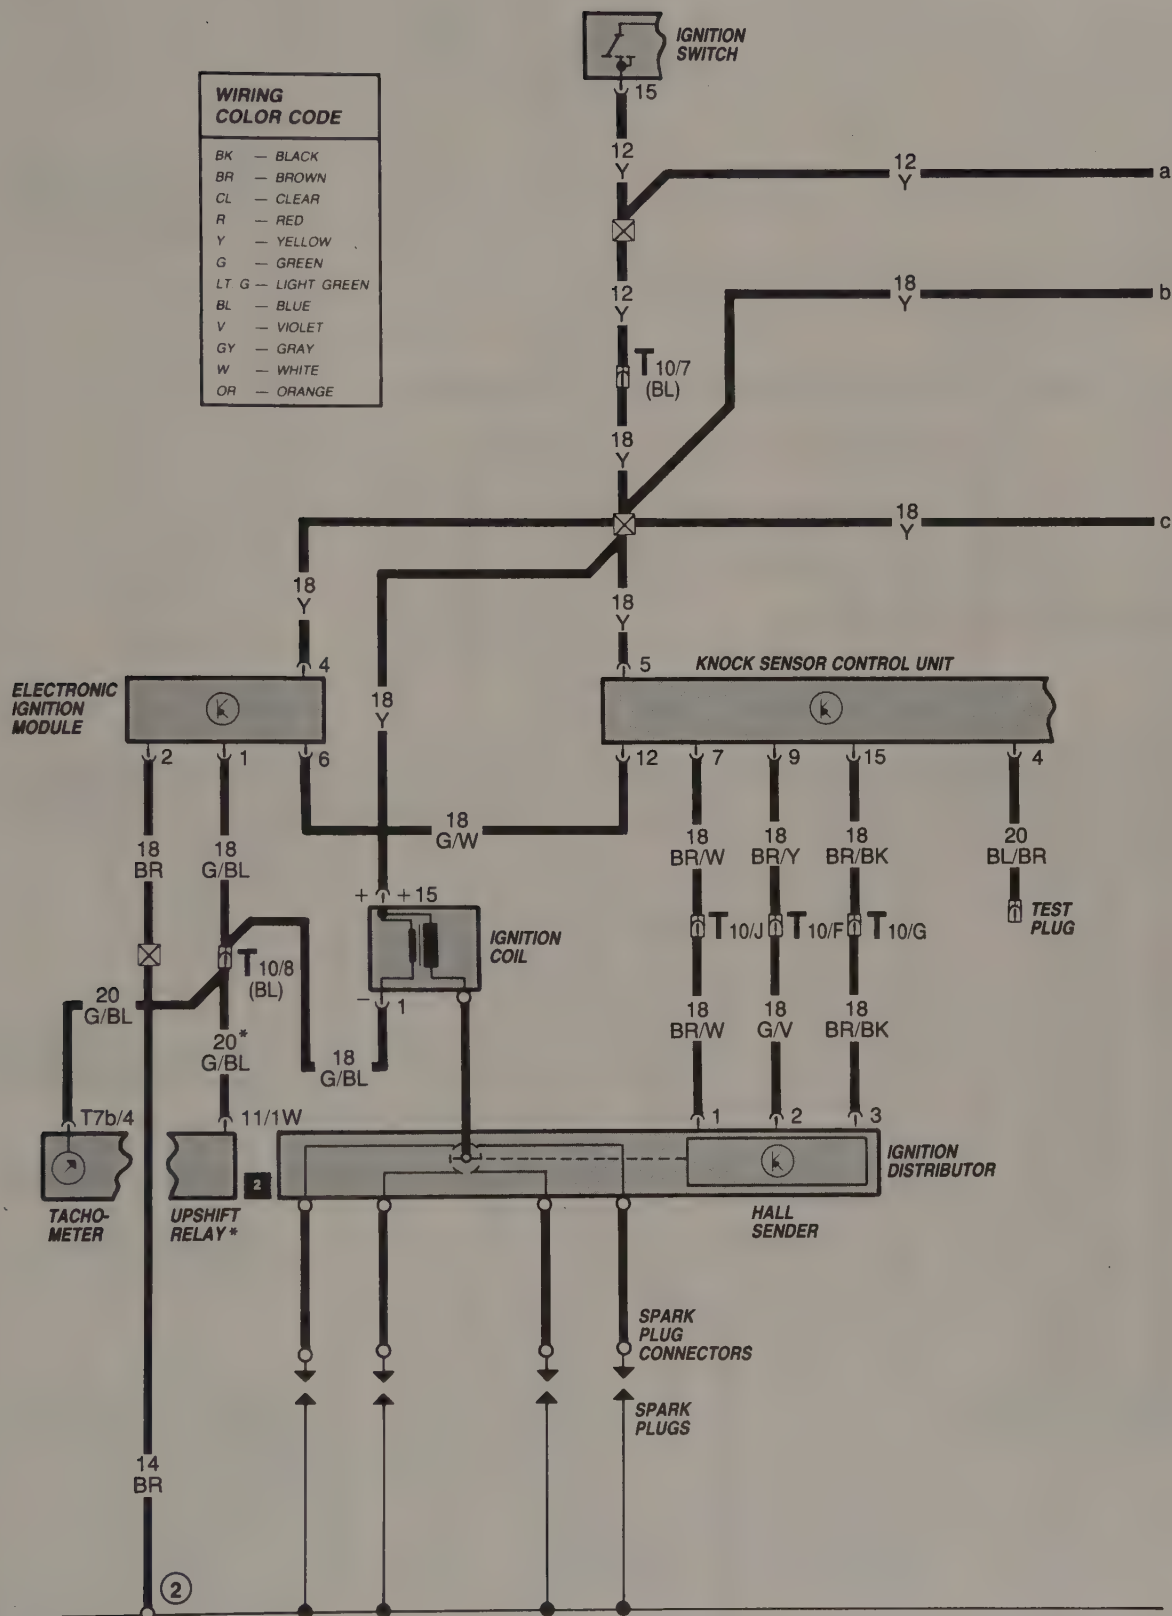 IGNITION
SWITCH
15
WIRING
COLOR CODE
BK — BLACK
BR — BROWN
CL — CLEAR
R — RED
Y — YELLOW
G — GREEN
LT G — LIGHT GREEN
BL — BLUE
V — VIOLET
GY — GRAY
W — WHITE
OR — ORANGE
12
Y
12
Y
a
12
Y
18
Y
b
T10/7
(BL)
18
Y
18
Y
c
18
Y
18
Y
4
5
KNOCK SENSOR CONTROL UNIT
ELECTRONIC
IGNITION
MODULE
18
Y
2
1
6
12
7
9
15
4
18
BR
18
G/BL
18
G/W
18
BR/W
18
BR/Y
18
BR/BK
20
BL/BR
+
+ 15
IGNITION
COIL
T10/J
T10/F
T10/G
TEST
PLUG
T10/8
(BL)
20
G/BL
– 1
18
BR/W
18
G/V
18
BR/BK
20*
G/BL
18
G/BL
T7b/4
11/1W
1
2
3
IGNITION
DISTRIBUTOR
2
TACHO-
METER
UPSHIFT
RELAY*
HALL
SENDER
SPARK
PLUG
CONNECTORS
SPARK
PLUGS
14
BR
2